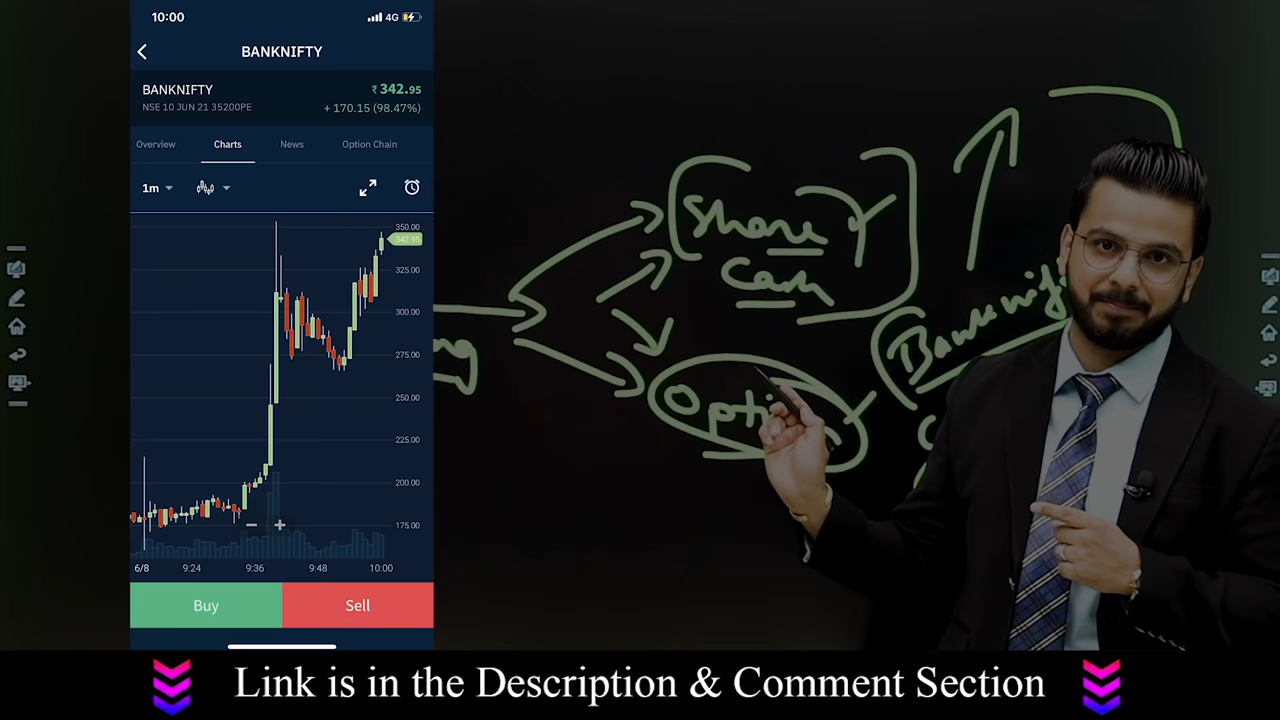 10:00
4G
BANKNIFTY
BANKNIFTY
₹ 342.95
NSE 10 JUN 21 35200PE
+ 170.15 (98.47%)
Overview
Charts
News
Option Chain
1m
350.00
342.95
325.00
300.00
275.00
250.00
225.00
200.00
175.00
6/8
9:24
9:36
9:48
10:00
Buy
Sell
Share
Cash
Link is in the Description & Comment Section